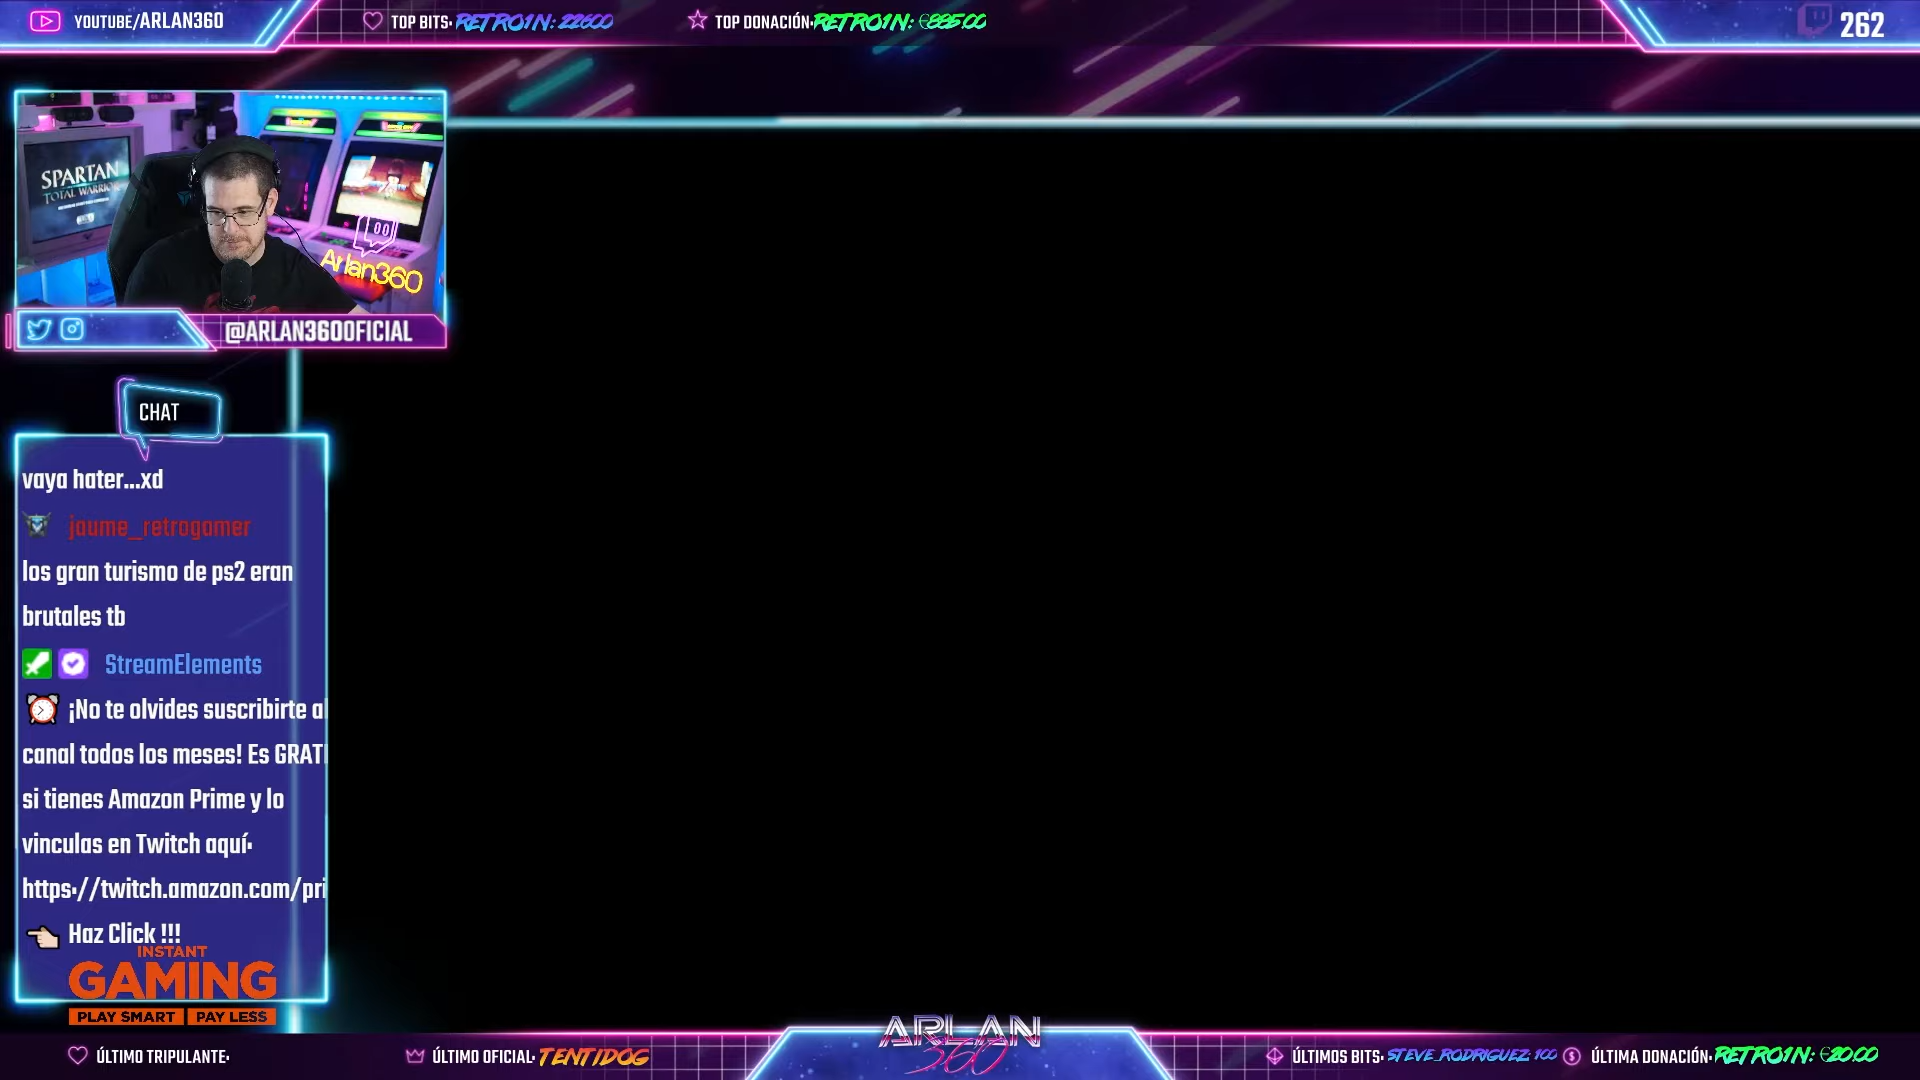 YOUTUBE/ARLAN360
TOP BITS: RETRO1N: 22600
TOP DONACIÓN: RETRO1N: €885.00
262
SPARTAN
TOTAL WARRIOR
Arlan360
@ARLAN360OFICIAL
CHAT
vaya hater...xd
jaume_retrogamer
los gran turismo de ps2 eran
brutales tb
StreamElements
¡No te olvides suscribirte al
canal todos los meses! Es GRATI
si tienes Amazon Prime y lo
vinculas en Twitch aquí:
https://twitch.amazon.com/pri
Haz Click !!!
INSTANT
GAMING
PLAY SMART PAY LESS
ÚLTIMO TRIPULANTE:
ÚLTIMO OFICIAL: TENTIDOG
ARLAN
360
ÚLTIMOS BITS: STEVE_RODRIGUEZ: 100
ÚLTIMA DONACIÓN: RETRO1N: €20.00